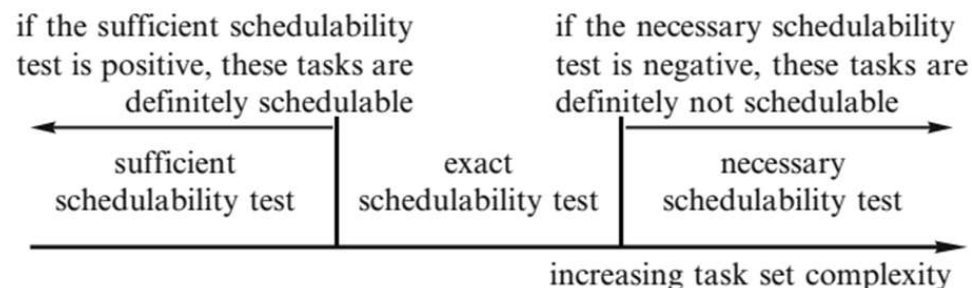 if the sufficient schedulability
test is positive, these tasks are
definitely schedulable
if the necessary schedulability
test is negative, these tasks are
definitely not schedulable
sufficient
schedulability test
exact
schedulability test
necessary
schedulability test
increasing task set complexity